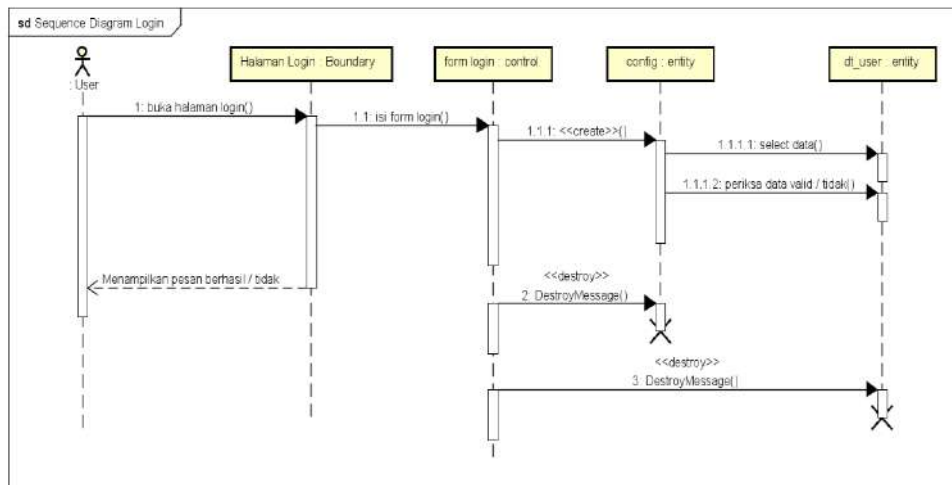 sd Sequence Diagram Login
: User
Halaman Login : Boundary
form login : control
config : entity
dt_user : entity
1: buka halaman login()
1.1: isi form login()
1.1.1: <<create>>()
1.1.1.1: select data()
1.1.1.2: periksa data valid / tidak()
Menampilkan pesan berhasil / tidak
<<destroy>>
2: DestroyMessage()
<<destroy>>
3: DestroyMessage()